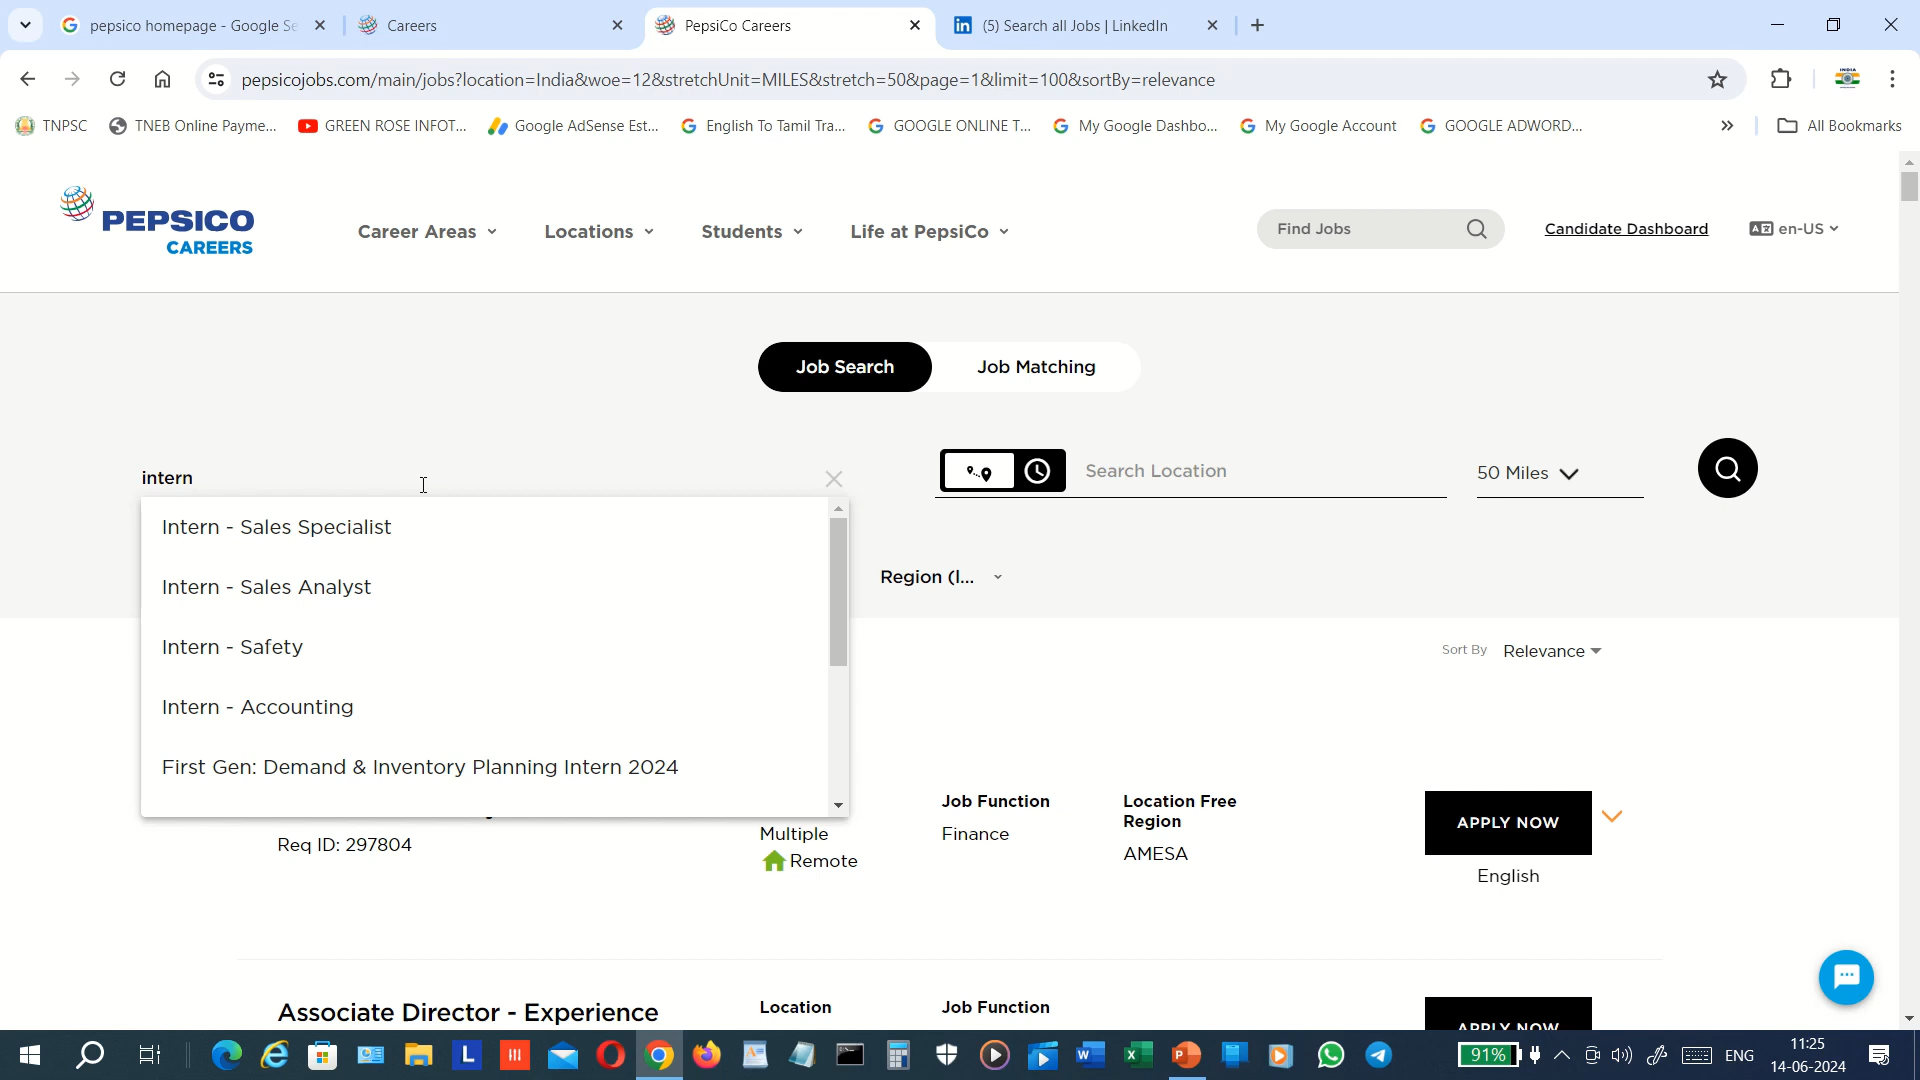 pepsico homepage - Google Se
Careers
PepsiCo Careers
(5) Search all Jobs | LinkedIn
pepsicojobs.com/main/jobs?location=India&woe=12&stretchUnit=MILES&stretch=50&page=1&limit=100&sortBy=relevance
TNPSC
TNEB Online Payme...
GREEN ROSE INFOT...
Google AdSense Est...
English To Tamil Tra...
GOOGLE ONLINE T...
My Google Dashbo...
My Google Account
GOOGLE ADWORD...
All Bookmarks
PEPSICO
CAREERS
Career Areas
Locations
Students
Life at PepsiCo
Find Jobs
Candidate Dashboard
en-US
Job Search
Job Matching
intern
Search Location
50 Miles
Intern - Sales Specialist
Intern - Sales Analyst
Intern - Safety
Intern - Accounting
First Gen: Demand & Inventory Planning Intern 2024
Region (I...
Sort By Relevance
Req ID: 297804
Multiple
Remote
Job Function
Finance
Location Free
Region
AMESA
APPLY NOW
English
Associate Director - Experience
Location
Job Function
APPLY NOW
91%
ENG
11:25
14-06-2024